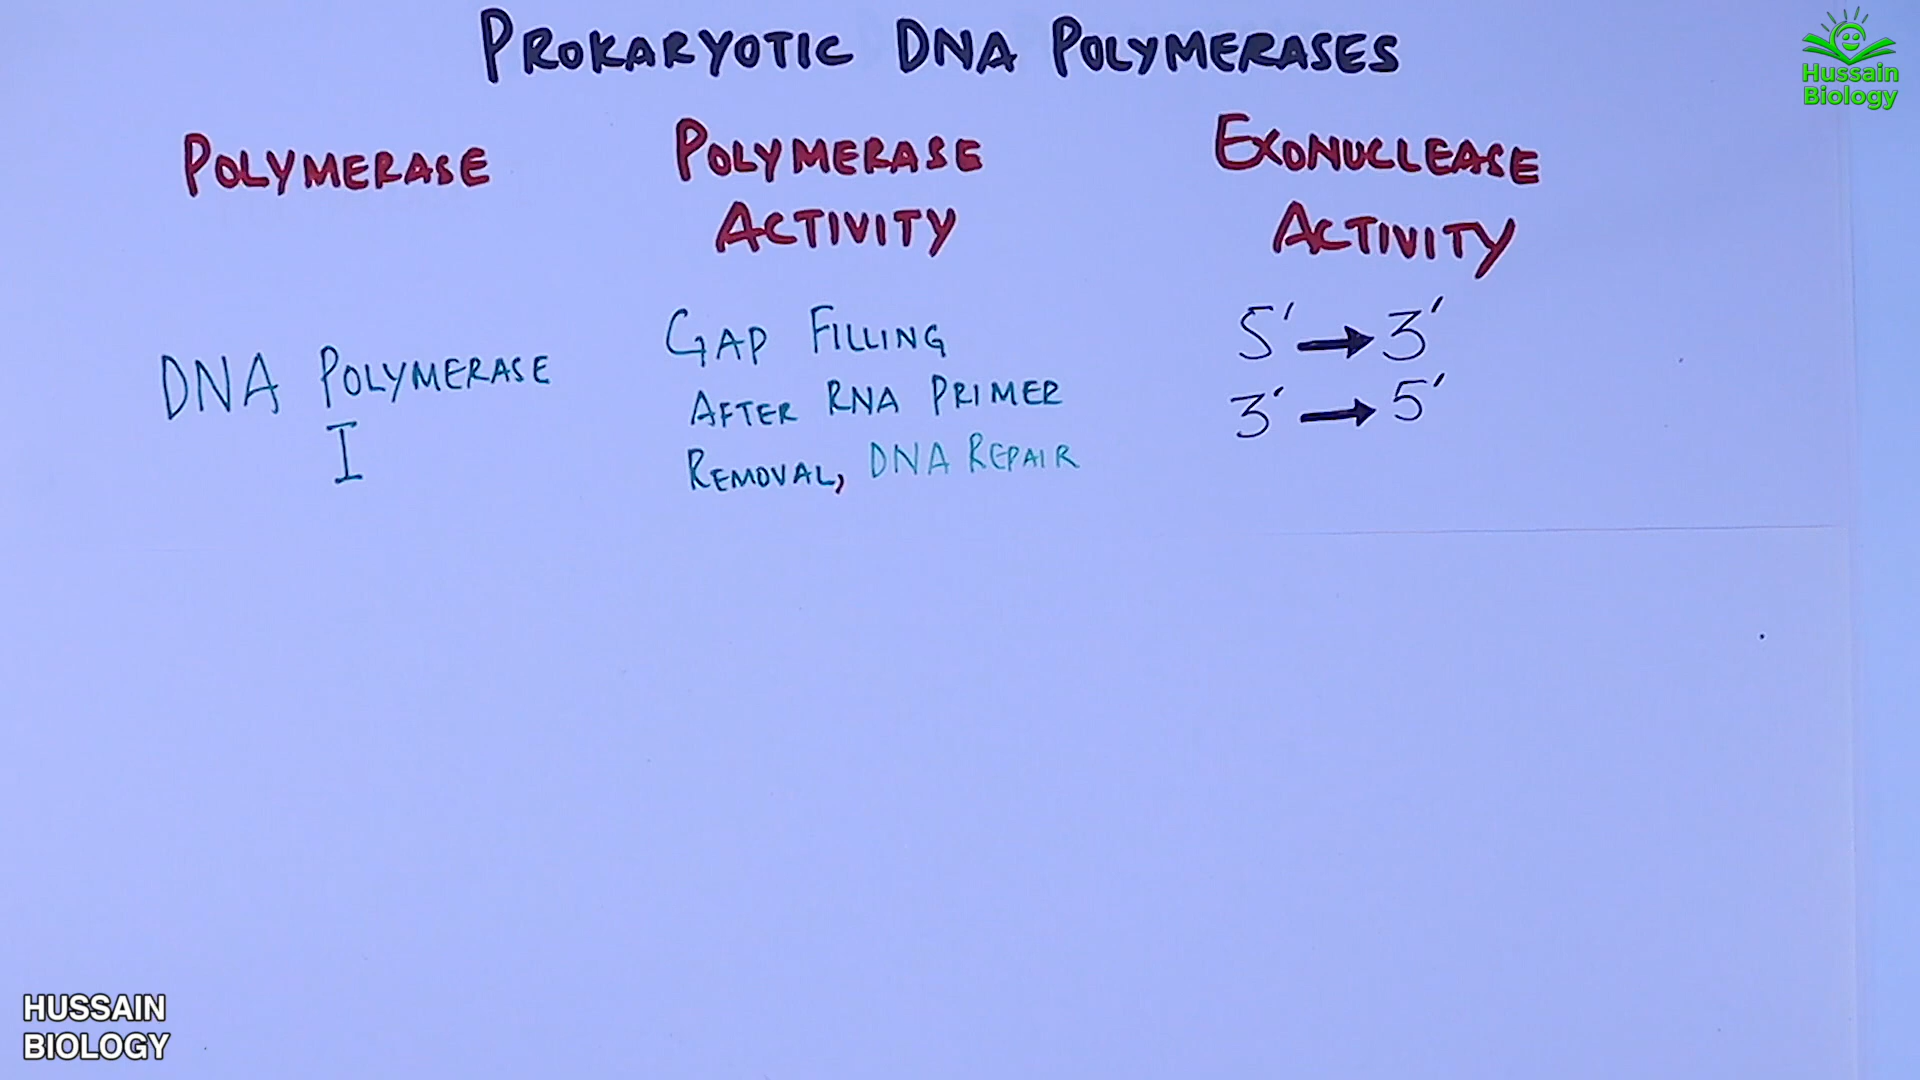 PROKARYOTIC DNA POLYMERASES
Hussain
Biology
POLYMERASE
POLYMERASE
ACTIVITY
EXONUCLEASE
ACTIVITY
DNA POLYMERASE
I
GAP FILLING
AFTER RNA PRIMER
REMOVAL, DNA REPAIR
5' → 3'
3' → 5'
HUSSAIN
BIOLOGY